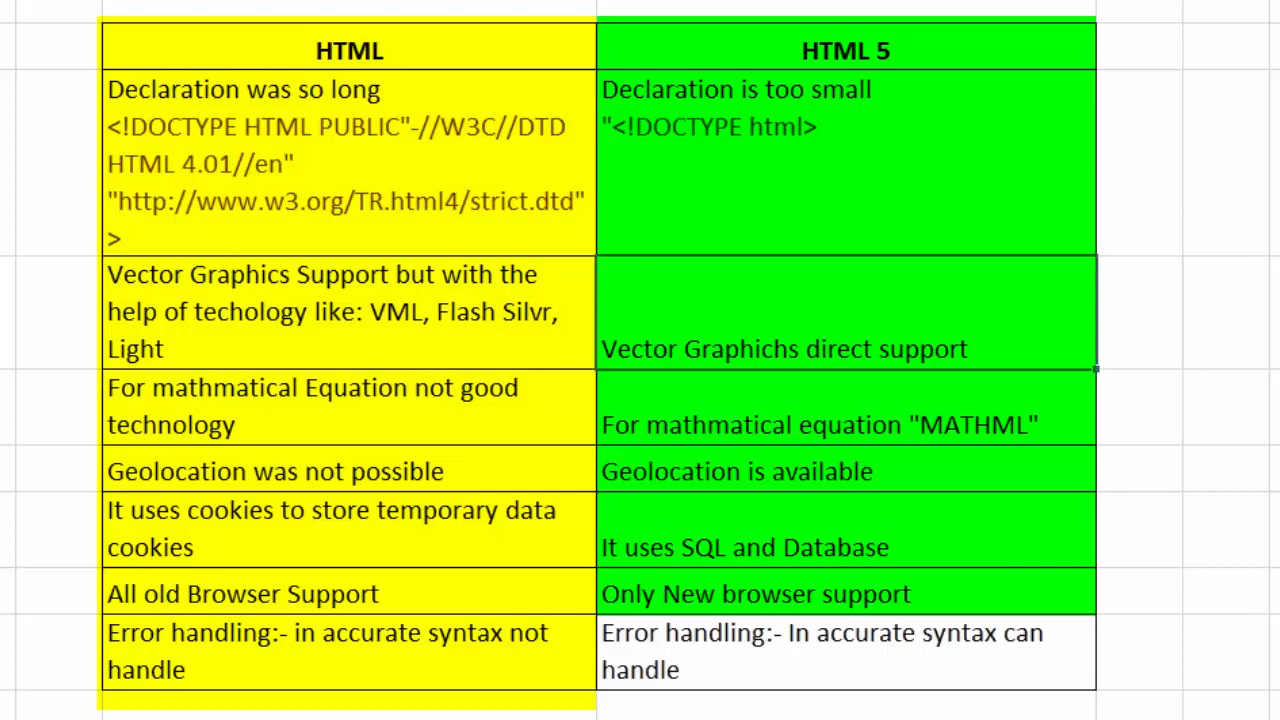 HTML
HTML 5
Declaration was so long
<!DOCTYPE HTML PUBLIC"-//W3C//DTD
HTML 4.01//en"
"http://www.w3.org/TR.html4/strict.dtd"
>
Declaration is too small
"<!DOCTYPE html>
Vector Graphics Support but with the
help of techology like: VML, Flash Silvr,
Light
Vector Graphichs direct support
For mathmatical Equation not good
technology
For mathmatical equation "MATHML"
Geolocation was not possible
Geolocation is available
It uses cookies to store temporary data
cookies
It uses SQL and Database
All old Browser Support
Only New browser support
Error handling:- in accurate syntax not
handle
Error handling:- In accurate syntax can
handle